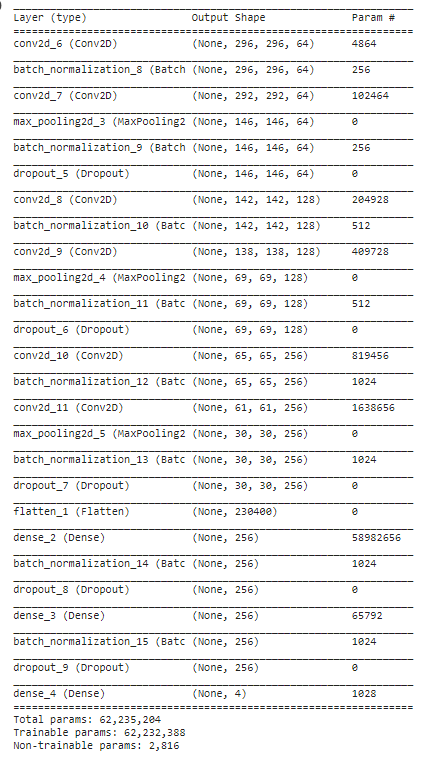 Layer (type) Output Shape Param #
conv2d_6 (Conv2D) (None, 296, 296, 64) 4864
batch_normalization_8 (Batch (None, 296, 296, 64) 256
conv2d_7 (Conv2D) (None, 292, 292, 64) 102464
max_pooling2d_3 (MaxPooling2 (None, 146, 146, 64) 0
batch_normalization_9 (Batch (None, 146, 146, 64) 256
dropout_5 (Dropout) (None, 146, 146, 64) 0
conv2d_8 (Conv2D) (None, 142, 142, 128) 204928
batch_normalization_10 (Batc (None, 142, 142, 128) 512
conv2d_9 (Conv2D) (None, 138, 138, 128) 409728
max_pooling2d_4 (MaxPooling2 (None, 69, 69, 128) 0
batch_normalization_11 (Batc (None, 69, 69, 128) 512
dropout_6 (Dropout) (None, 69, 69, 128) 0
conv2d_10 (Conv2D) (None, 65, 65, 256) 819456
batch_normalization_12 (Batc (None, 65, 65, 256) 1024
conv2d_11 (Conv2D) (None, 61, 61, 256) 1638656
max_pooling2d_5 (MaxPooling2 (None, 30, 30, 256) 0
batch_normalization_13 (Batc (None, 30, 30, 256) 1024
dropout_7 (Dropout) (None, 30, 30, 256) 0
flatten_1 (Flatten) (None, 230400) 0
dense_2 (Dense) (None, 256) 58982656
batch_normalization_14 (Batc (None, 256) 1024
dropout_8 (Dropout) (None, 256) 0
dense_3 (Dense) (None, 256) 65792
batch_normalization_15 (Batc (None, 256) 1024
dropout_9 (Dropout) (None, 256) 0
dense_4 (Dense) (None, 4) 1028
Total params: 62,235,204
Trainable params: 62,232,388
Non-trainable params: 2,816